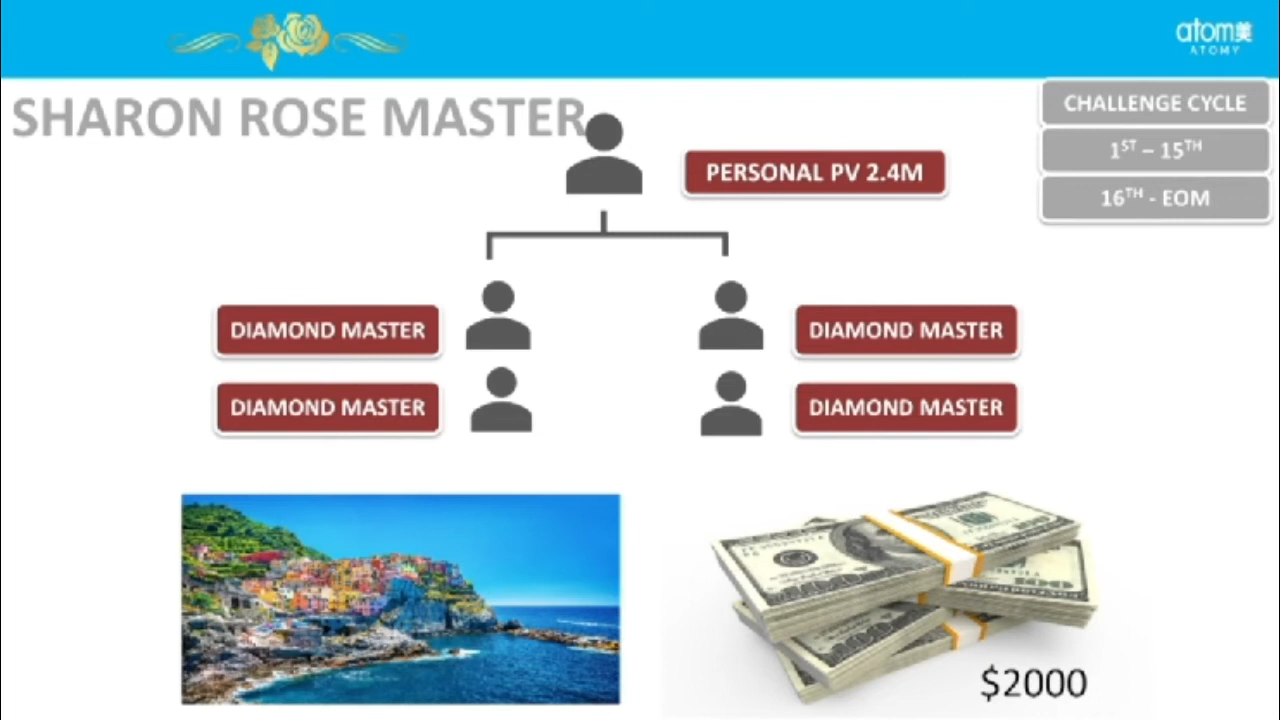 atom美
ATOMY
SHARON ROSE MASTER
CHALLENGE CYCLE
1ST – 15TH
16TH - EOM
PERSONAL PV 2.4M
DIAMOND MASTER
DIAMOND MASTER
DIAMOND MASTER
DIAMOND MASTER
$2000